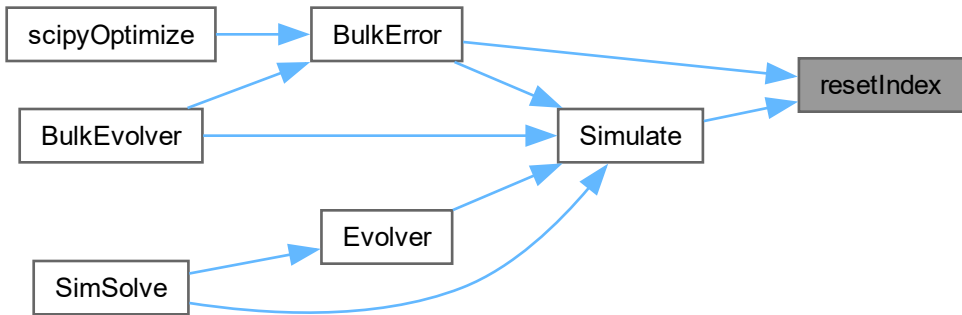 scipyOptimize
BulkError
resetIndex
BulkEvolver
Simulate
Evolver
SimSolve